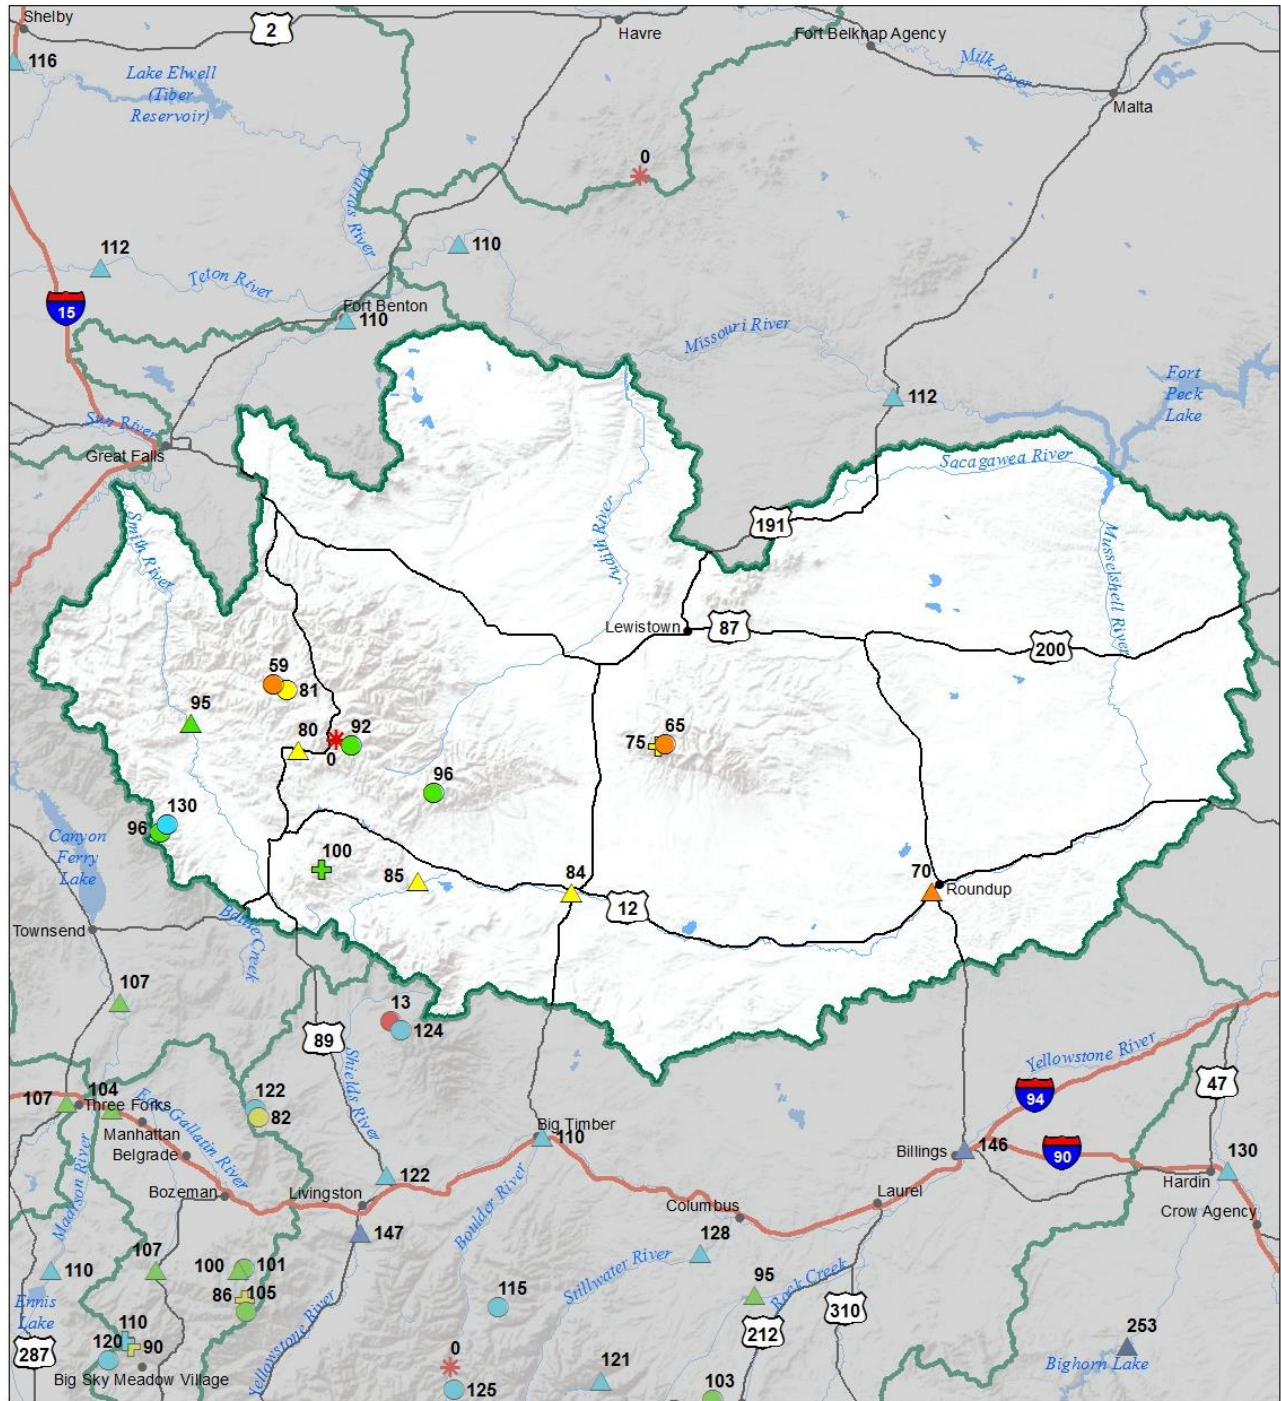 Shelby
2
Havre
Fort Belknap Agency
116
Lake Elwell
(Tiber
Reservoir)
Milk River
Malta
0
Marias River
112
110
Teton River
15
Fort Benton
110
Missouri River
Fort
Peck
Lake
112
Sun River
Great Falls
Sacagawea River
191
Smith River
Judith River
Musselshell River
Lewistown
87
200
59
81
95
80
92
0
75
65
96
130
96
Canyon
Ferry
Lake
100
85
84
70
Roundup
12
Townsend
Battle Creek
107
13
124
89
Shields River
Yellowstone River
47
94
122
82
107
104
Three Forks
East Gallatin River
Manhattan
Belgrade
Big Timber
110
Billings
146
90
130
Hardin
Madison River
Bozeman
Livingston
122
Boulder River
Laurel
Columbus
Crow Agency
147
128
107
100
101
110
86
105
Stillwater River
95
Rock Creek
115
Ennis
Lake
Yellowstone River
310
212
110
120
90
287
0
253
Bighorn Lake
Big Sky Meadow Village
125
121
103